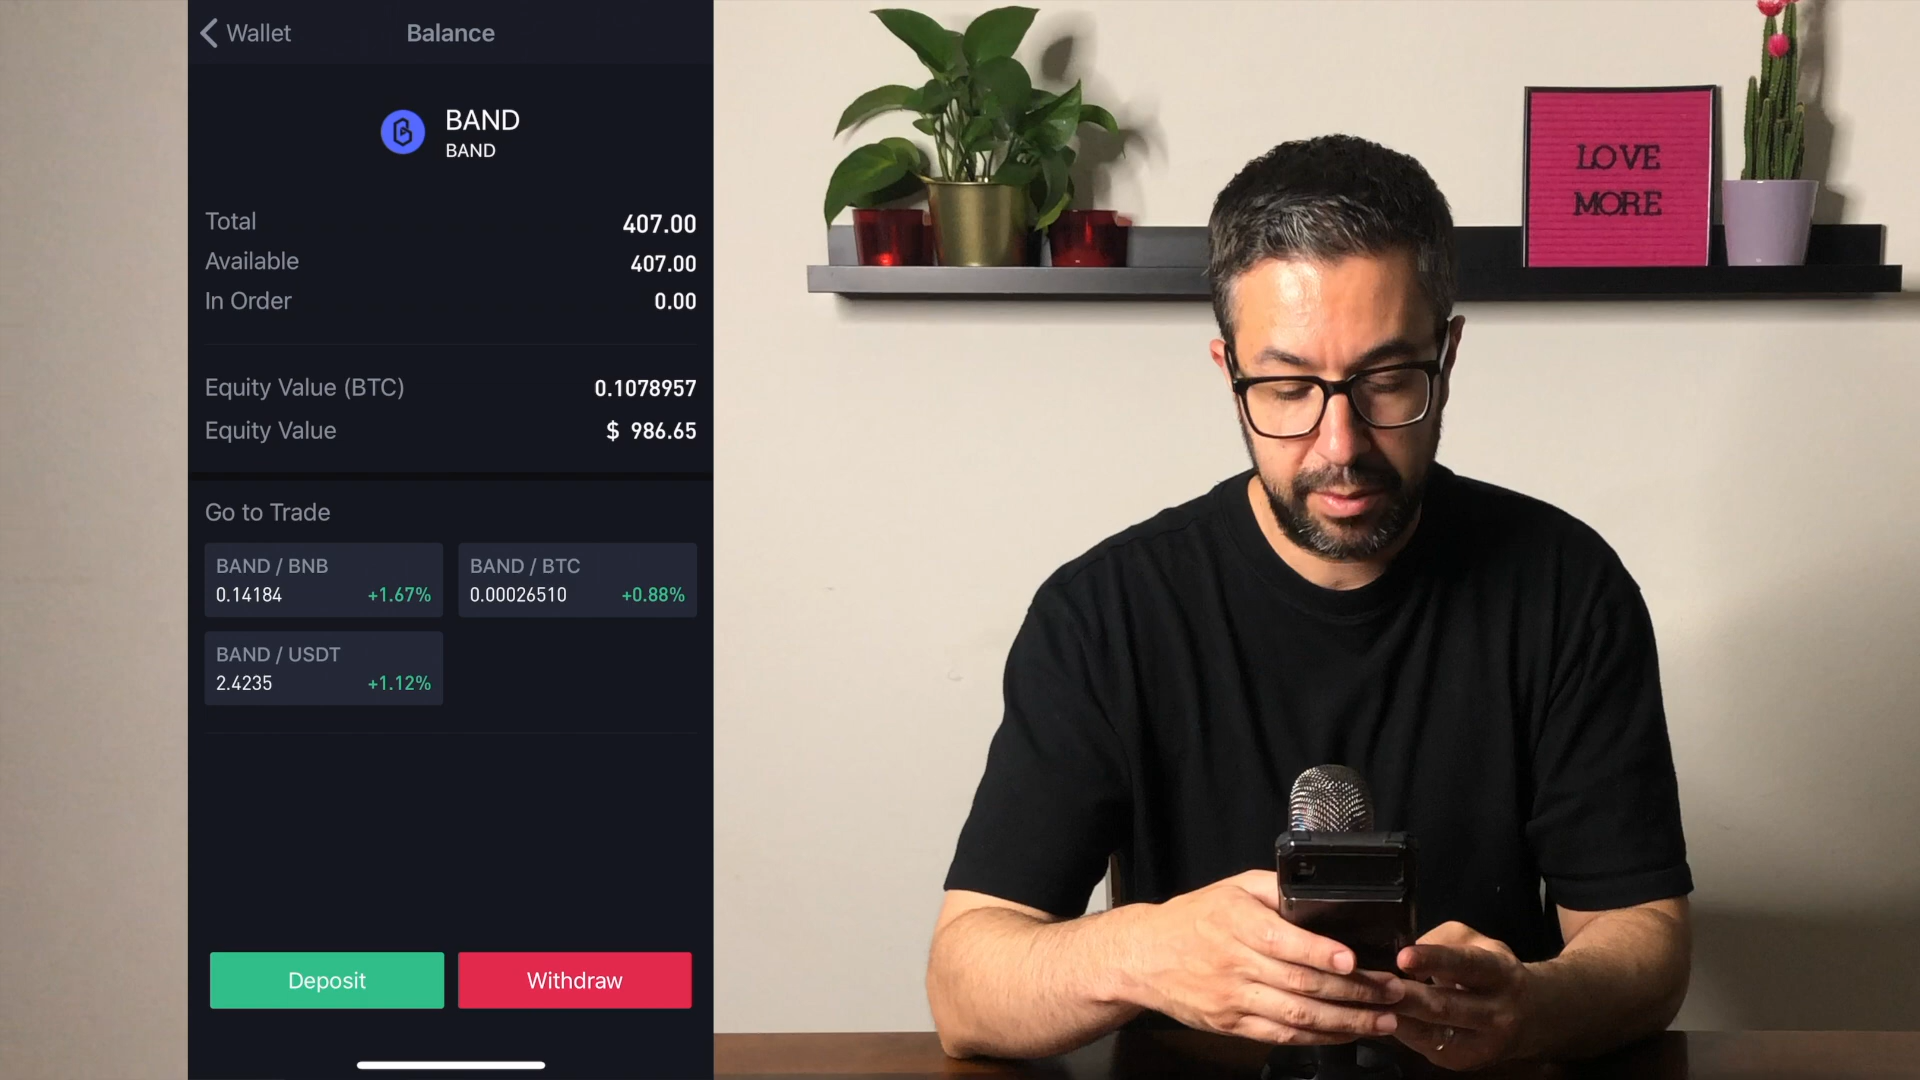 Wallet
Balance
BAND
BAND
Total 407.00
Available 407.00
In Order 0.00
Equity Value (BTC) 0.1078957
Equity Value $ 986.65
Go to Trade
BAND / BNB
0.14184 +1.67%
BAND / BTC
0.00026510 +0.88%
BAND / USDT
2.4235 +1.12%
Deposit
Withdraw
LOVE
MORE